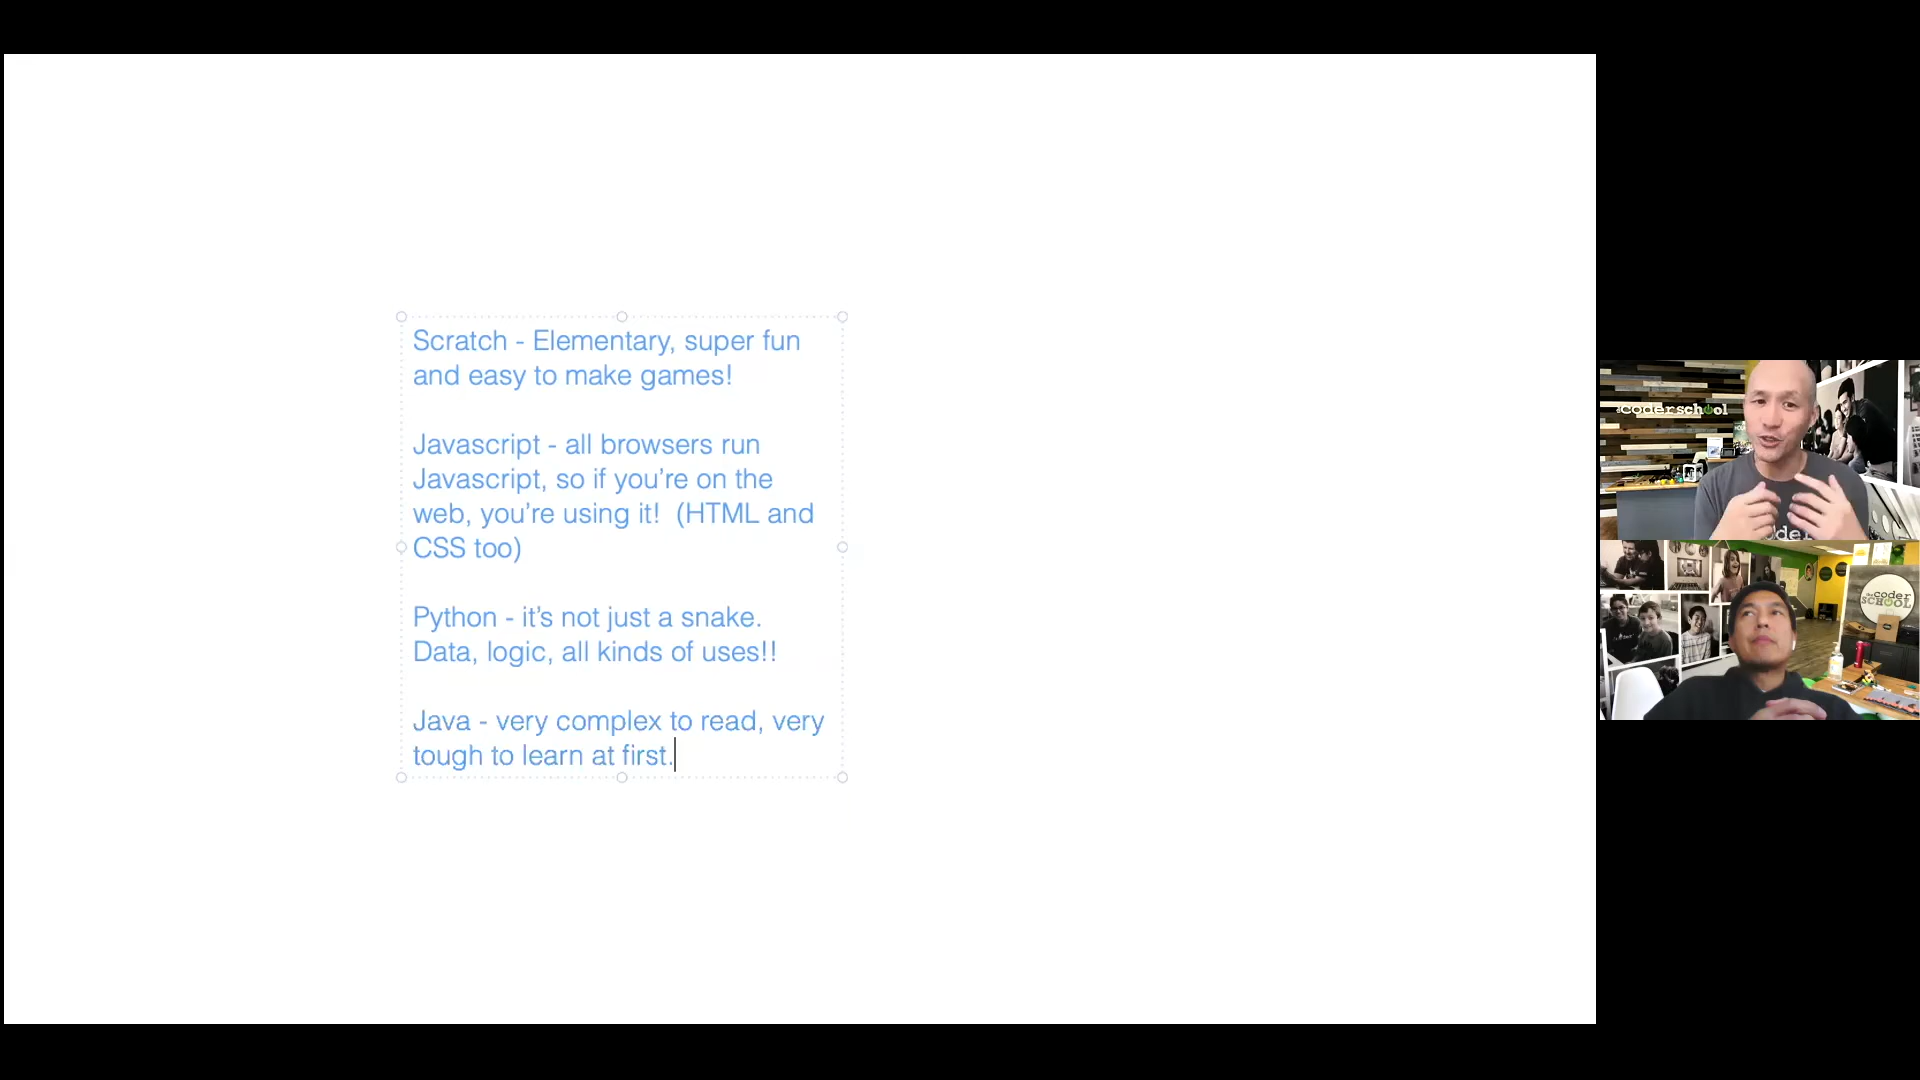 Scratch - Elementary, super fun
and easy to make games!
Javascript - all browsers run
Javascript, so if you’re on the
web, you’re using it!  (HTML and
CSS too)
Python - it’s not just a snake.
Data, logic, all kinds of uses!!
Java - very complex to read, very
tough to learn at first.
coderschool
de
the
coder
SCHOOL